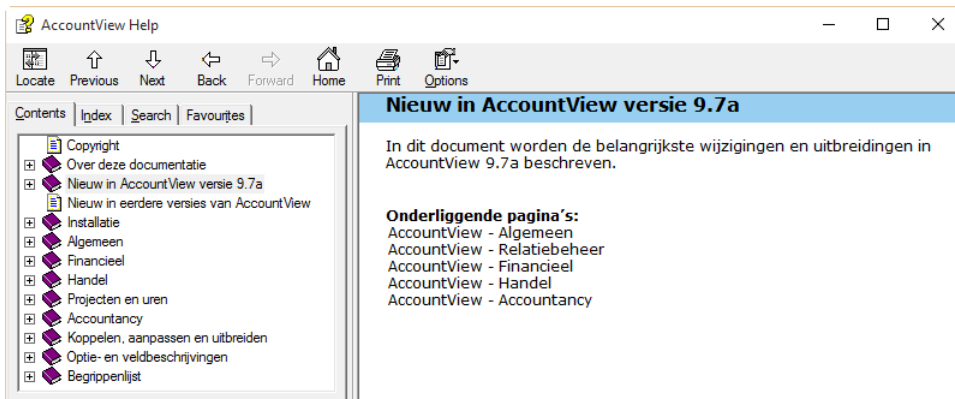 AccountView Help
Locate Previous Next Back Forward Home Print Options
Contents Index Search Favourites
Copyright
Over deze documentatie
Nieuw in AccountView versie 9.7a
Nieuw in eerdere versies van AccountView
Installatie
Algemeen
Financieel
Handel
Projecten en uren
Accountancy
Koppelen, aanpassen en uitbreiden
Optie- en veldbeschrijvingen
Begrippenlijst
Nieuw in AccountView versie 9.7a
In dit document worden de belangrijkste wijzigingen en uitbreidingen in
AccountView 9.7a beschreven.
Onderliggende pagina's:
AccountView - Algemeen
AccountView - Relatiebeheer
AccountView - Financieel
AccountView - Handel
AccountView - Accountancy